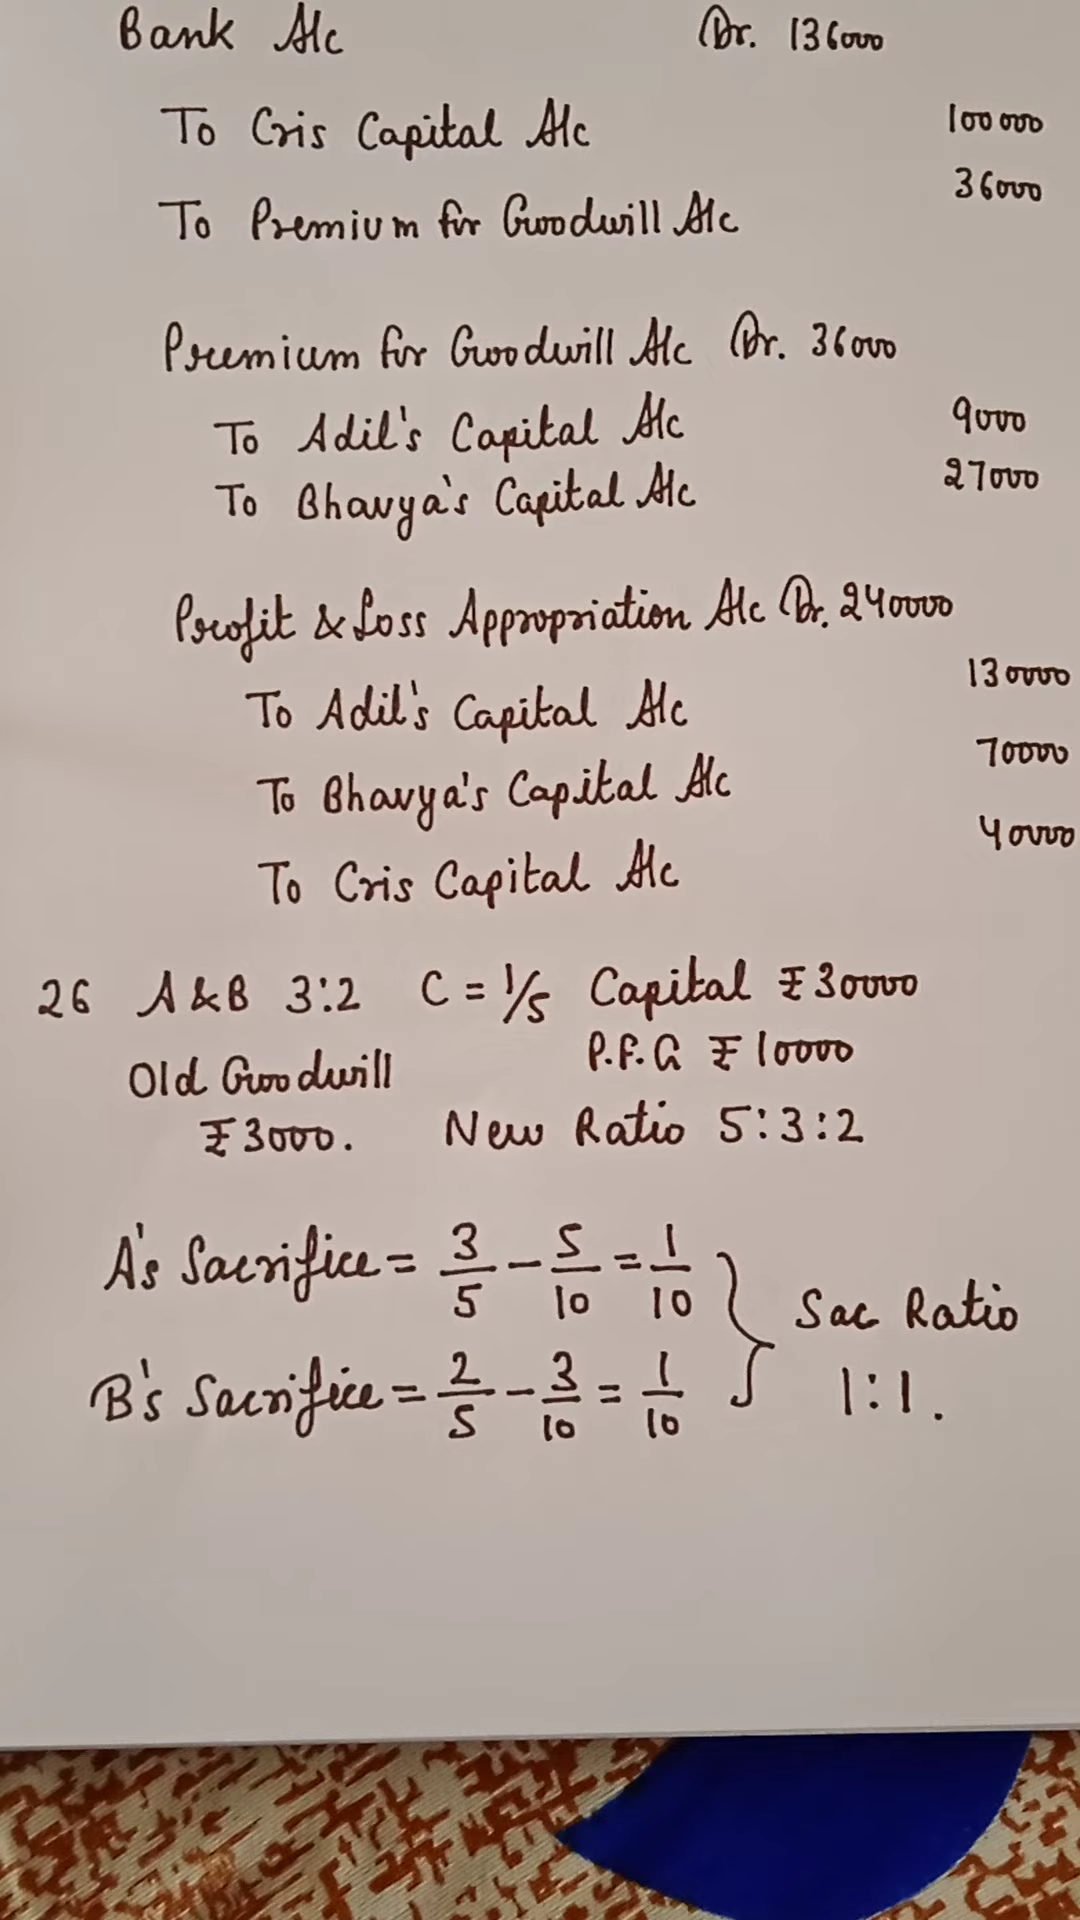 Bank A/c Dr. 136000
To Cris Capital A/c 100000
To Premium for Goodwill A/c 36000
Premium for Goodwill A/c Dr. 36000
To Adil's Capital A/c 9000
To Bhavya's Capital A/c 27000
Profit & Loss Appropriation A/c Dr. 240000
To Adil's Capital A/c 130000
To Bhavya's Capital A/c 70000
To Cris Capital A/c 40000
26 A & B 3:2 C = 1/5 Capital ₹30000
Old Goodwill P.F.G ₹10000
₹3000. New Ratio 5:3:2
A's Sacrifice = 3/5 - 5/10 = 1/10
Sac Ratio
B's Sacrifice = 2/5 - 3/10 = 1/10
1:1.